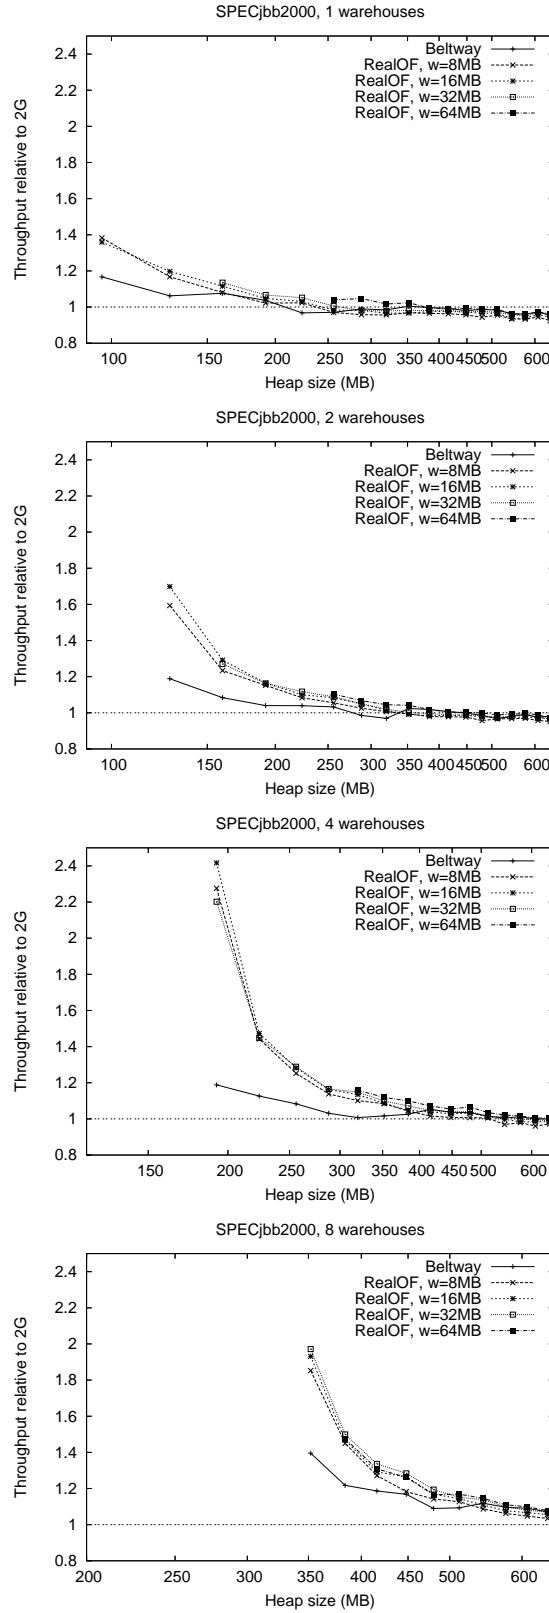 SPECjbb2000, 1 warehouses
Throughput relative to 2G
2.4
2.2
2
1.8
1.6
1.4
1.2
1
0.8
Beltway
RealOF, w=8MB
RealOF, w=16MB
RealOF, w=32MB
RealOF, w=64MB
100 150 200 250 300 350 400 450 500 600
Heap size (MB)
SPECjbb2000, 2 warehouses
Throughput relative to 2G
2.4
2.2
2
1.8
1.6
1.4
1.2
1
0.8
Beltway
RealOF, w=8MB
RealOF, w=16MB
RealOF, w=32MB
RealOF, w=64MB
100 150 200 250 300 350 400 450 500 600
Heap size (MB)
SPECjbb2000, 4 warehouses
Throughput relative to 2G
2.4
2.2
2
1.8
1.6
1.4
1.2
1
0.8
Beltway
RealOF, w=8MB
RealOF, w=16MB
RealOF, w=32MB
RealOF, w=64MB
150 200 250 300 350 400 450 500 600
Heap size (MB)
SPECjbb2000, 8 warehouses
Throughput relative to 2G
2.4
2.2
2
1.8
1.6
1.4
1.2
1
0.8
Beltway
RealOF, w=8MB
RealOF, w=16MB
RealOF, w=32MB
RealOF, w=64MB
200 250 300 350 400 450 500 600
Heap size (MB)